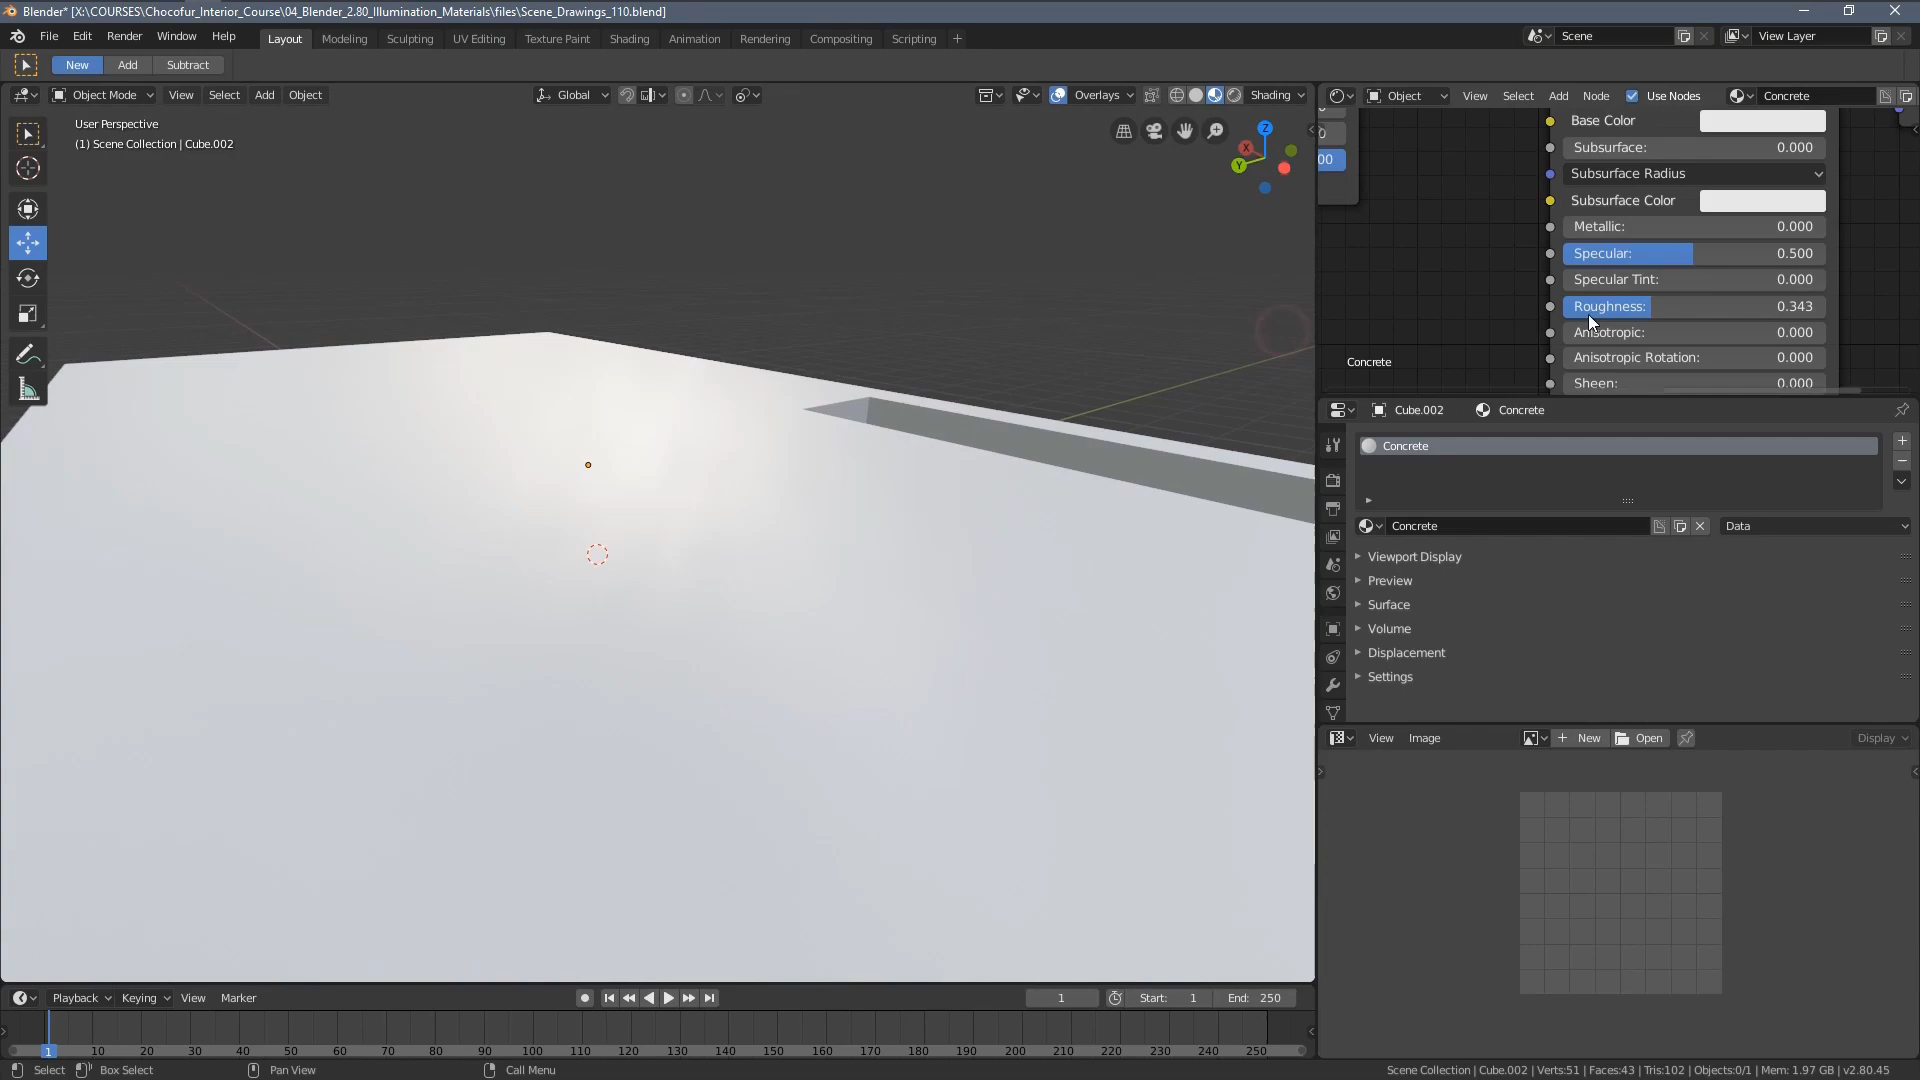 Blender* [X:\COURSES\Chocofur_Interior_Course\04_Blender_2.80_Illumination_Materials\files\Scene_Drawings_110.blend]
File Edit Render Window Help Layout Modeling Sculpting UV Editing Texture Paint Shading Animation Rendering Compositing Scripting + Scene View Layer
New Add Subtract
Object Mode View Select Add Object Global Overlays Shading
Object View Select Add Node Use Nodes Concrete
User Perspective
(1) Scene Collection | Cube.002
Z
X
Y
Base Color
Subsurface: 0.000
Subsurface Radius
Subsurface Color
Metallic: 0.000
Specular: 0.500
Specular Tint: 0.000
Roughness: 0.343
Anisotropic: 0.000
Anisotropic Rotation: 0.000
Sheen: 0.000
00
Concrete
Cube.002 Concrete
Concrete
Concrete Data
Viewport Display
Preview
Surface
Volume
Displacement
Settings
View Image New Open Display
Playback Keying View Marker 1 Start: 1 End: 250
1 10 20 30 40 50 60 70 80 90 100 110 120 130 140 150 160 170 180 190 200 210 220 230 240 250
Select Box Select Pan View Call Menu
Scene Collection | Cube.002 | Verts:51 | Faces:43 | Tris:102 | Objects:0/1 | Mem: 1.97 GB | v2.80.45